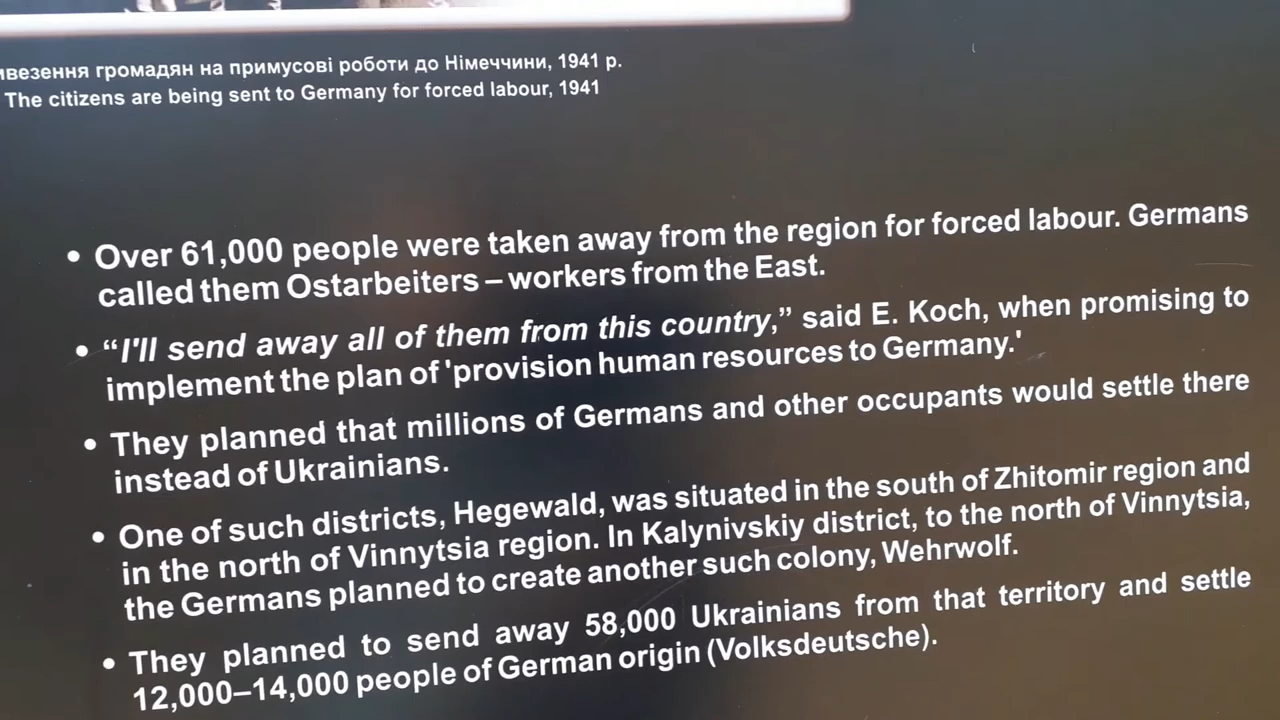 громадян на примусові роботи до Німеччини, 1941 р.
The citizens are being sent to Germany for forced labour, 1941
• Over 61,000 people were taken away from the region for forced labour. Germans
called them Ostarbeiters – workers from the East.
• “I'll send away all of them from this country,” said E. Koch, when promising to
implement the plan of 'provision human resources to Germany.'
• They planned that millions of Germans and other occupants would settle there
instead of Ukrainians.
• One of such districts, Hegewald, was situated in the south of Zhitomir region and
in the north of Vinnytsia region. In Kalynivskiy district, to the north of Vinnytsia,
the Germans planned to create another such colony, Wehrwolf.
• They planned to send away 58,000 Ukrainians from that territory and settle
12,000–14,000 people of German origin (Volksdeutsche).